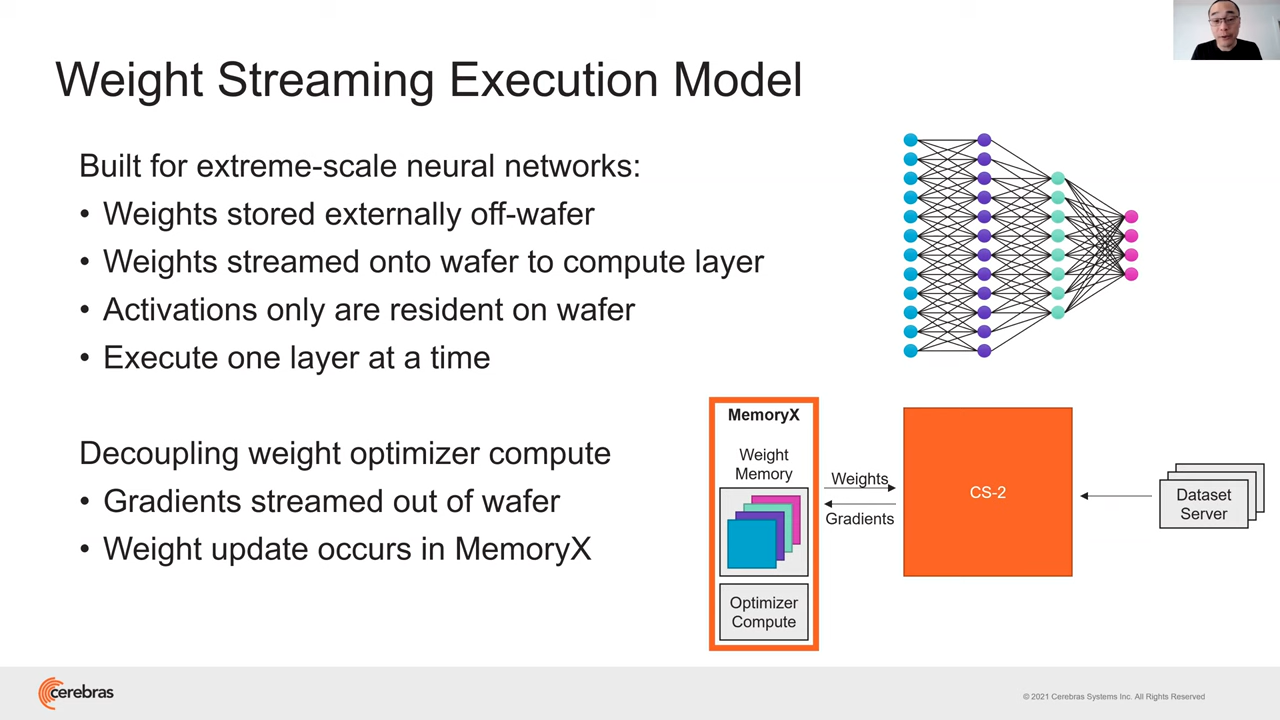 Weight Streaming Execution Model
Built for extreme-scale neural networks:
• Weights stored externally off-wafer
• Weights streamed onto wafer to compute layer
• Activations only are resident on wafer
• Execute one layer at a time
Decoupling weight optimizer compute
• Gradients streamed out of wafer
• Weight update occurs in MemoryX
MemoryX
Weight
Memory
Optimizer
Compute
Weights
Gradients
CS-2
Dataset
Server
cerebras
© 2021 Cerebras Systems Inc. All Rights Reserved